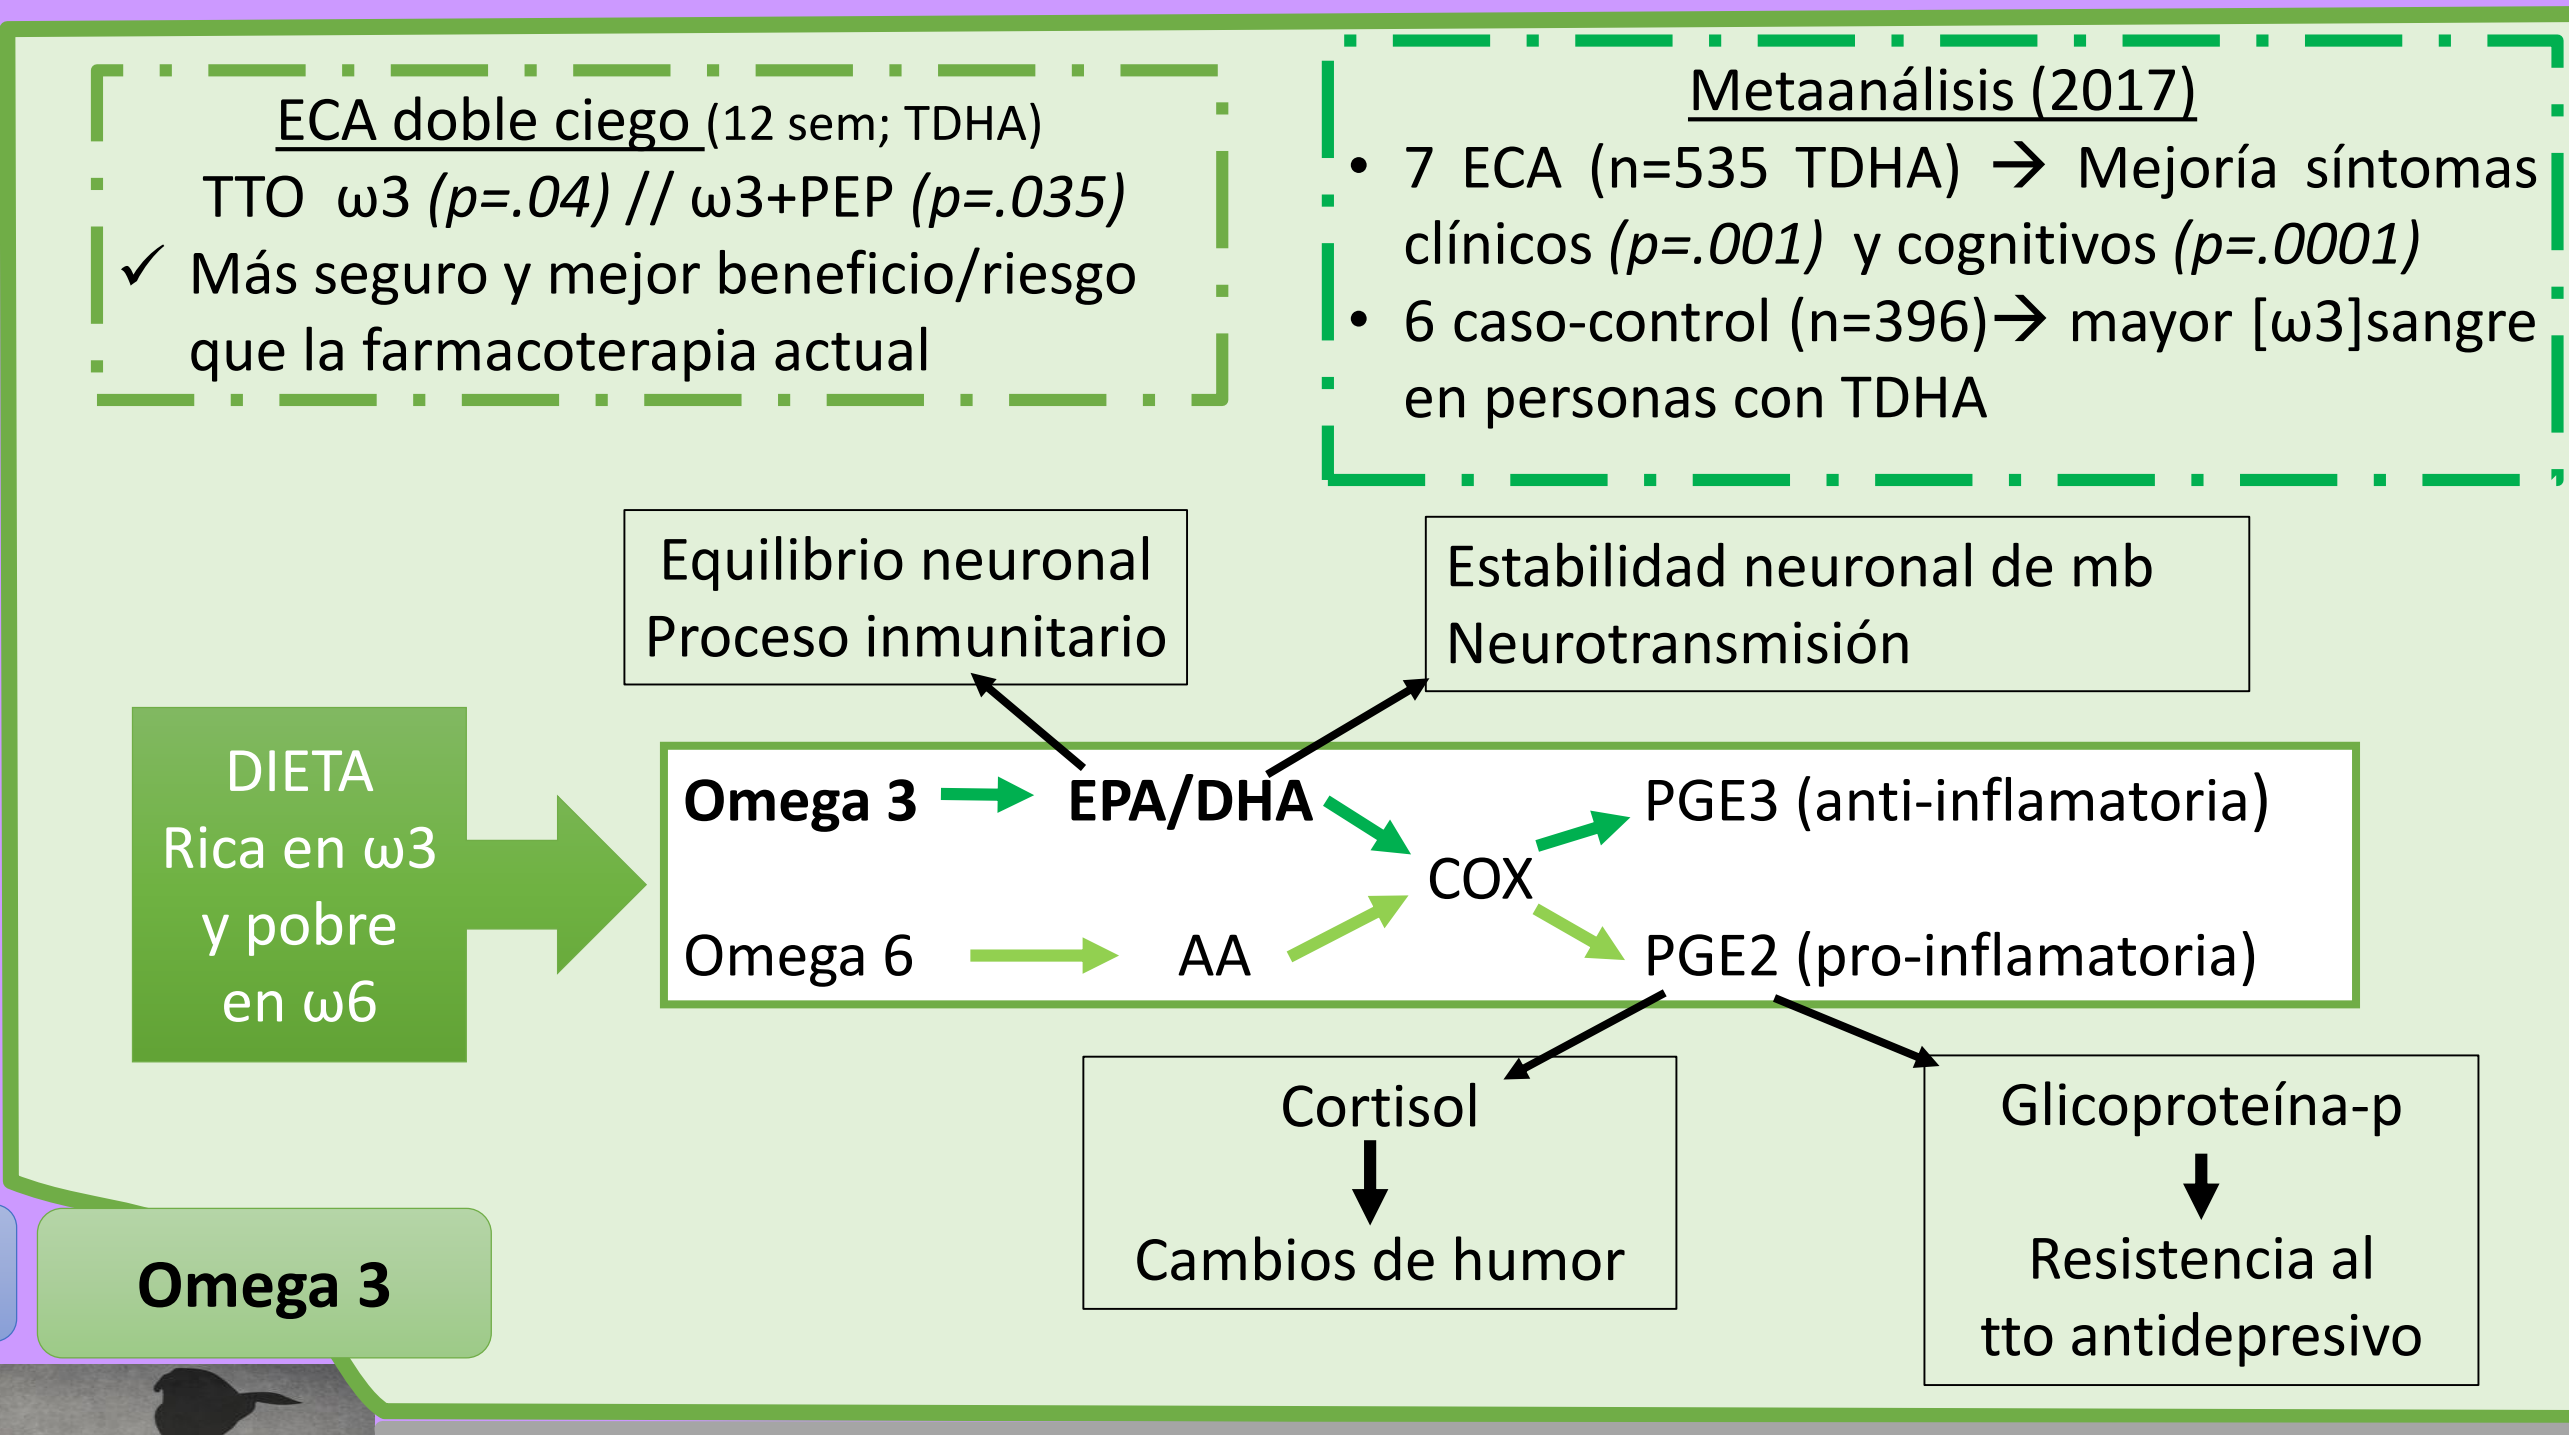 ECA doble ciego (12 sem; TDHA)
TTO ω3 (p=.04) // ω3+PEP (p=.035)
✓ Más seguro y mejor beneficio/riesgo
que la farmacoterapia actual
Metaanálisis (2017)
• 7 ECA (n=535 TDHA) → Mejoría síntomas
clínicos (p=.001) y cognitivos (p=.0001)
• 6 caso-control (n=396)→ mayor [ω3]sangre
en personas con TDHA
Equilibrio neuronal
Proceso inmunitario
Estabilidad neuronal de mb
Neurotransmisión
DIETA
Rica en ω3
y pobre
en ω6
Omega 3
EPA/DHA
PGE3 (anti-inflamatoria)
COX
Omega 6
AA
PGE2 (pro-inflamatoria)
Cortisol
Cambios de humor
Glicoproteína-p
Resistencia al
tto antidepresivo
Omega 3